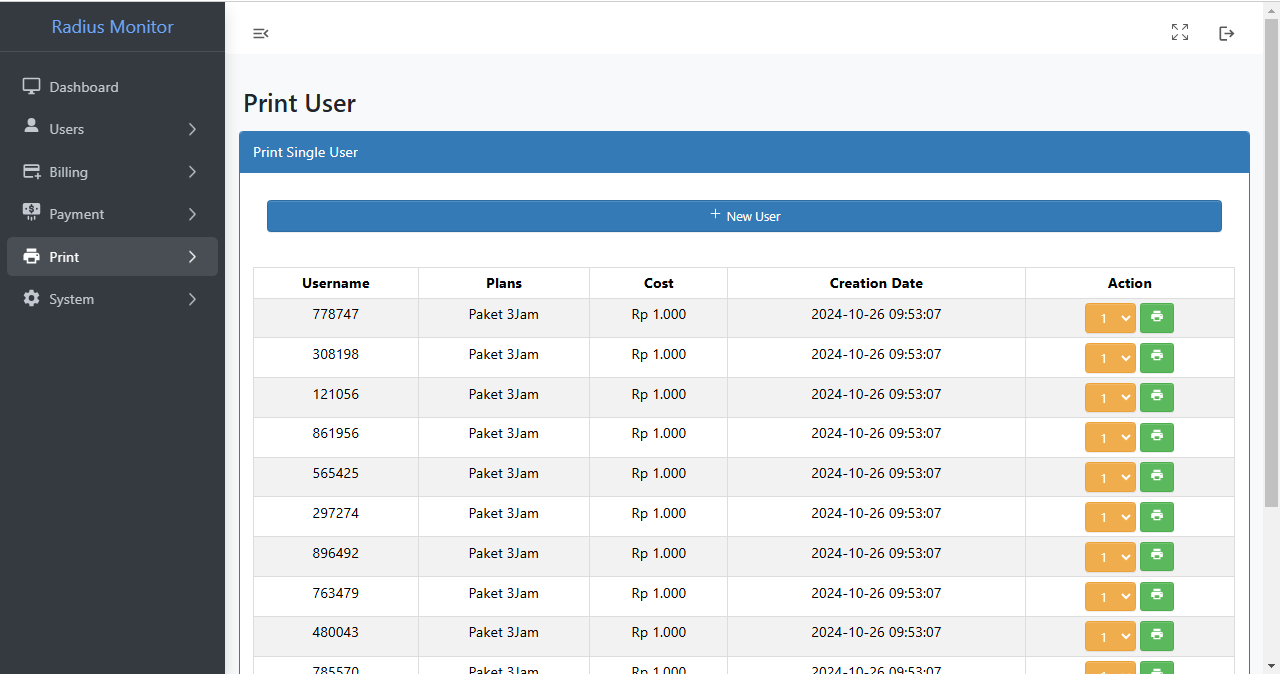 Radius Monitor
Dashboard
Users
Billing
Payment
Print
System
Print User
Print Single User
+ New User
Username Plans Cost Creation Date Action
778747 Paket 3Jam Rp 1.000 2024-10-26 09:53:07 1
308198 Paket 3Jam Rp 1.000 2024-10-26 09:53:07 1
121056 Paket 3Jam Rp 1.000 2024-10-26 09:53:07 1
861956 Paket 3Jam Rp 1.000 2024-10-26 09:53:07 1
565425 Paket 3Jam Rp 1.000 2024-10-26 09:53:07 1
297274 Paket 3Jam Rp 1.000 2024-10-26 09:53:07 1
896492 Paket 3Jam Rp 1.000 2024-10-26 09:53:07 1
763479 Paket 3Jam Rp 1.000 2024-10-26 09:53:07 1
480043 Paket 3Jam Rp 1.000 2024-10-26 09:53:07 1
785570 Paket 3Jam Rp 1.000 2024-10-26 09:53:07